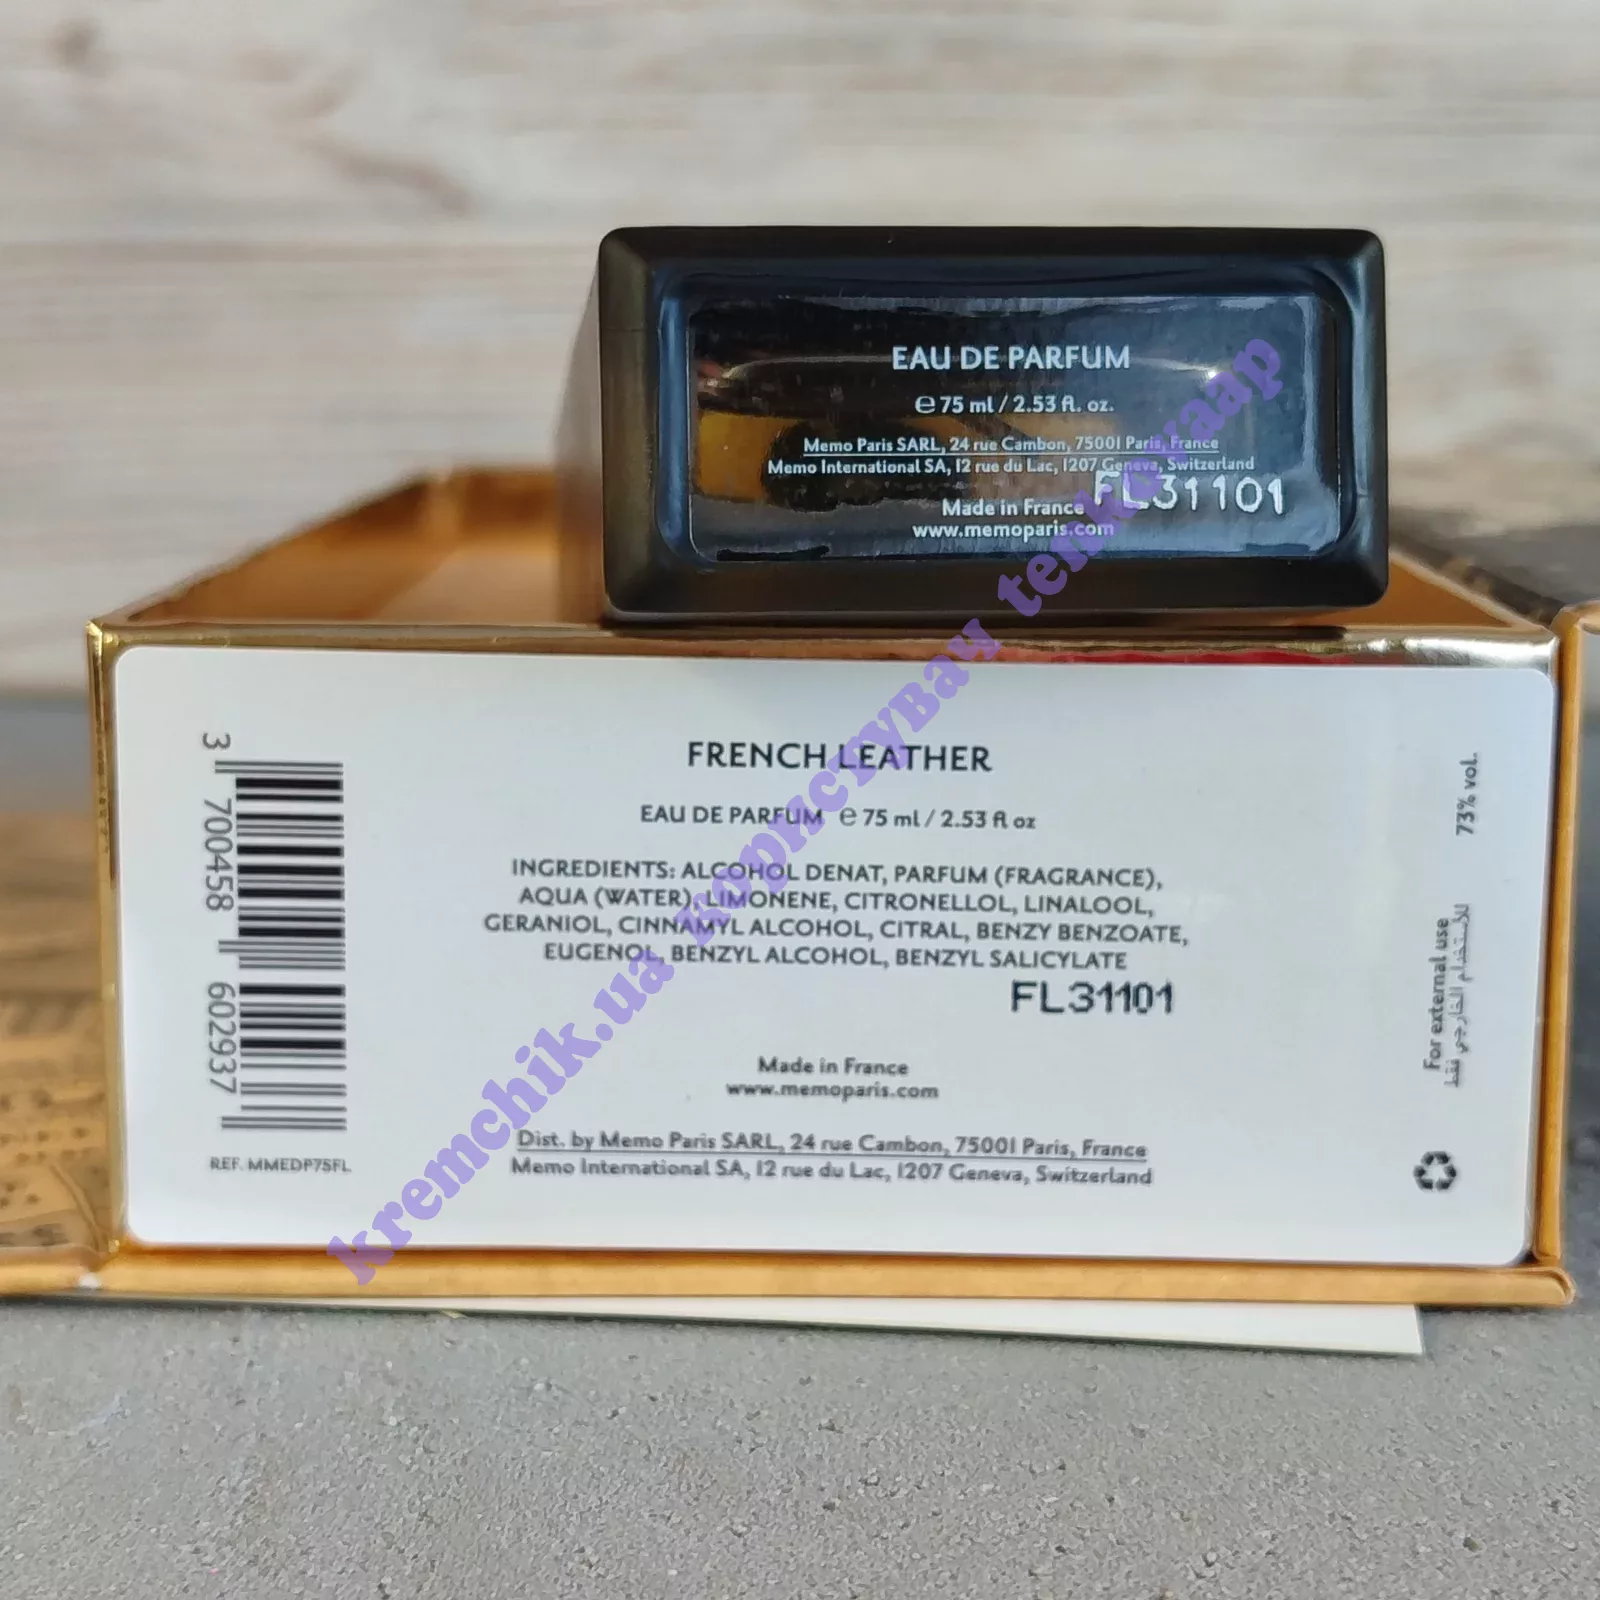 EAU DE PARFUM
℮ 75 ml / 2.53 fl. oz.
Memo Paris SARL, 24 rue Cambon, 75001 Paris, France
Memo International SA, 12 rue du Lac, 1207 Geneva, Switzerland
FL31101
Made in France
www.memoparis.com
FRENCH LEATHER
EAU DE PARFUM ℮ 75 ml / 2.53 fl oz
INGREDIENTS: ALCOHOL DENAT, PARFUM (FRAGRANCE),
AQUA (WATER), LIMONENE, CITRONELLOL, LINALOOL,
GERANIOL, CINNAMYL ALCOHOL, CITRAL, BENZY BENZOATE,
EUGENOL, BENZYL ALCOHOL, BENZYL SALICYLATE
FL31101
Made in France
www.memoparis.com
Dist. by Memo Paris SARL, 24 rue Cambon, 75001 Paris, France
Memo International SA, 12 rue du Lac, 1207 Geneva, Switzerland
3 700458 602937
REF. MMEDP75FL
73% vol.
For external use
للاستخدام الخارجي فقط
kremchik.ua користувач tenkovaap